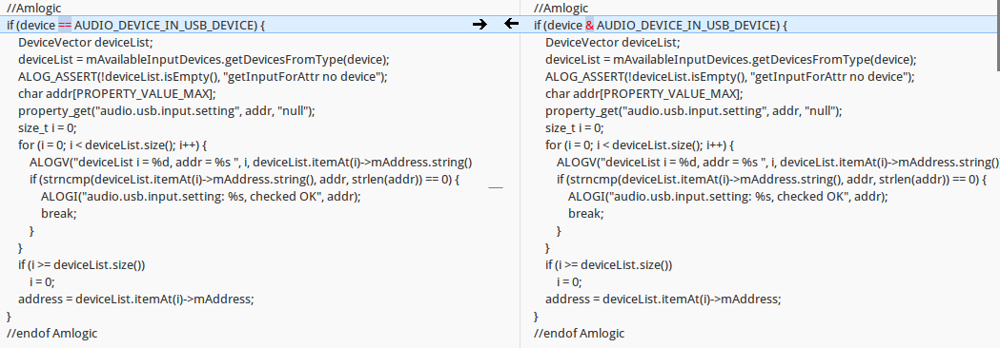 //Amlogic
if (device == AUDIO_DEVICE_IN_USB_DEVICE) {
DeviceVector deviceList;
deviceList = mAvailableInputDevices.getDevicesFromType(device);
ALOG_ASSERT(!deviceList.isEmpty(), "getInputForAttr no device");
char addr[PROPERTY_VALUE_MAX];
property_get("audio.usb.input.setting", addr, "null");
size_t i = 0;
for (i = 0; i < deviceList.size(); i++) {
ALOGV("deviceList i = %d, addr = %s ", i, deviceList.itemAt(i)->mAddress.string()
if (strncmp(deviceList.itemAt(i)->mAddress.string(), addr, strlen(addr)) == 0) {
ALOGI("audio.usb.input.setting: %s, checked OK", addr);
break;
}
}
if (i >= deviceList.size())
i = 0;
address = deviceList.itemAt(i)->mAddress;
}
//endof Amlogic
//Amlogic
if (device & AUDIO_DEVICE_IN_USB_DEVICE) {
DeviceVector deviceList;
deviceList = mAvailableInputDevices.getDevicesFromType(device);
ALOG_ASSERT(!deviceList.isEmpty(), "getInputForAttr no device");
char addr[PROPERTY_VALUE_MAX];
property_get("audio.usb.input.setting", addr, "null");
size_t i = 0;
for (i = 0; i < deviceList.size(); i++) {
ALOGV("deviceList i = %d, addr = %s ", i, deviceList.itemAt(i)->mAddress.string()
if (strncmp(deviceList.itemAt(i)->mAddress.string(), addr, strlen(addr)) == 0) {
ALOGI("audio.usb.input.setting: %s, checked OK", addr);
break;
}
}
if (i >= deviceList.size())
i = 0;
address = deviceList.itemAt(i)->mAddress;
}
//endof Amlogic